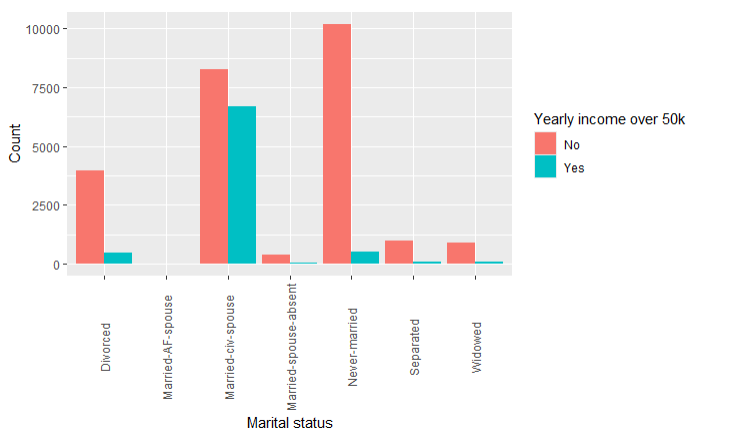 10000
7500
5000
2500
0
Count
Divorced
Married-AF-spouse
Married-civ-spouse
Married-spouse-absent
Never-married
Separated
Widowed
Marital status
Yearly income over 50k
No
Yes